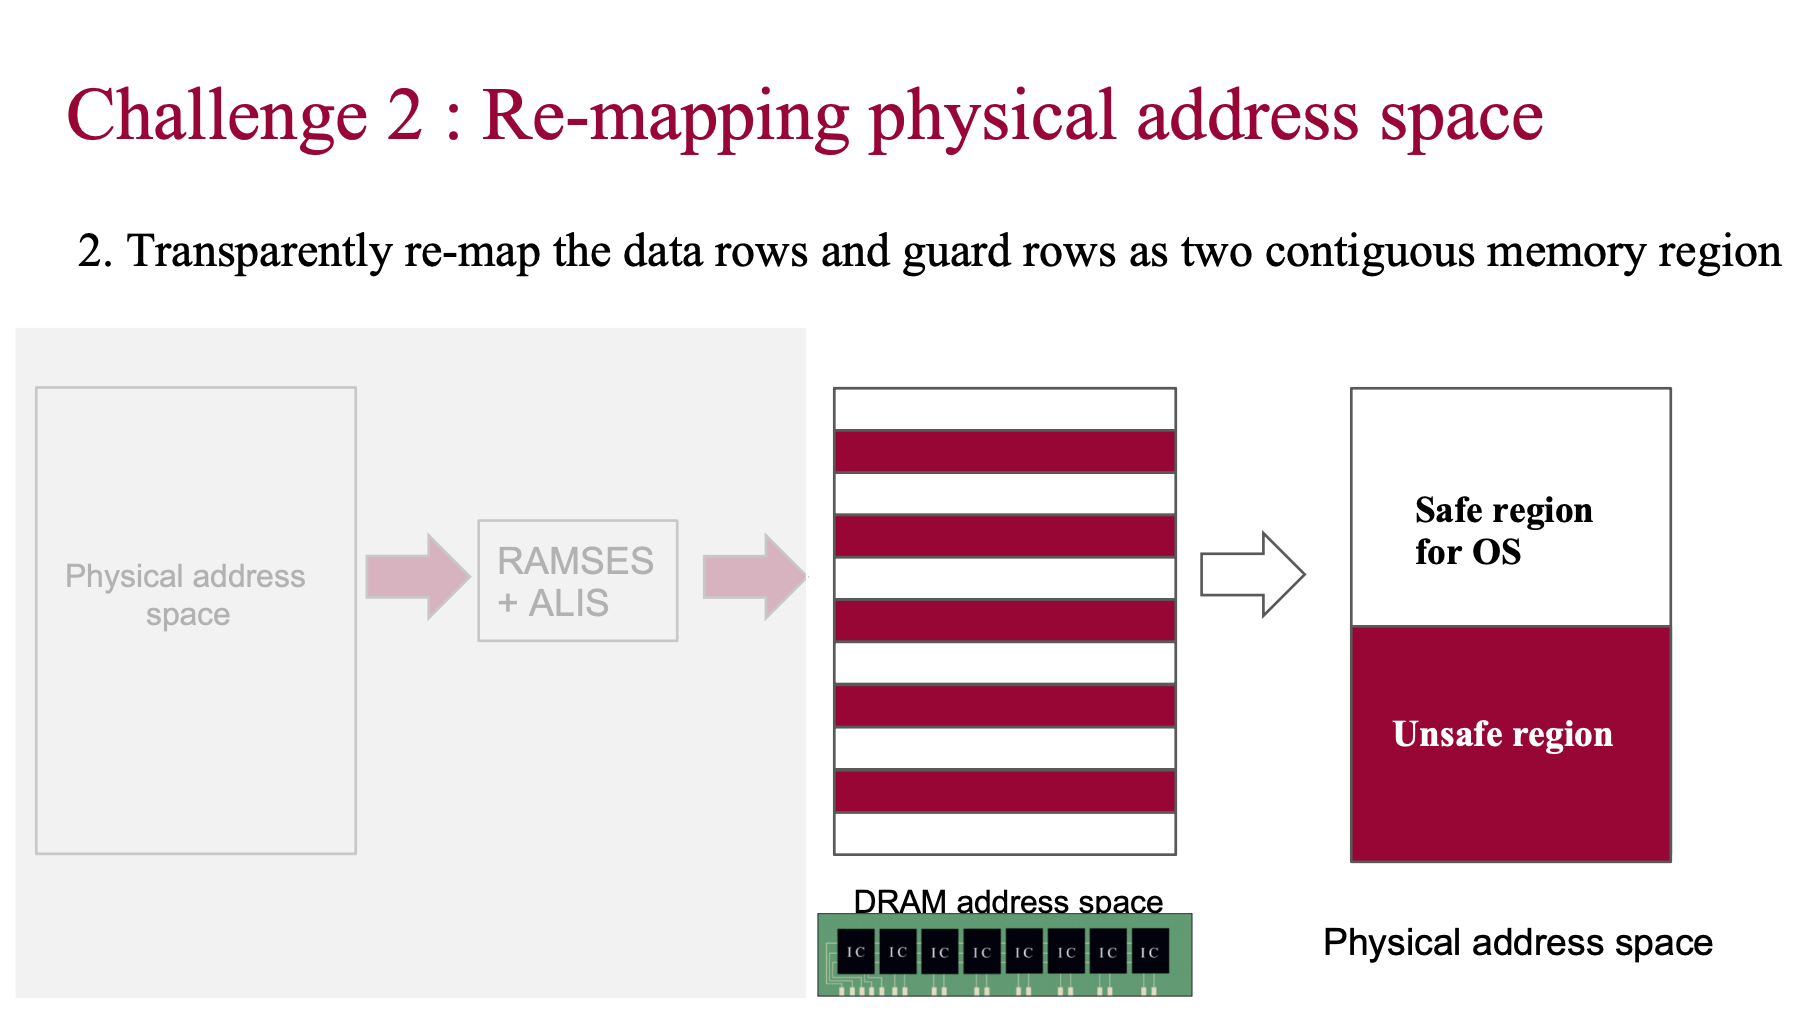 Challenge 2 : Re-mapping physical address space
2. Transparently re-map the data rows and guard rows as two contiguous memory region
Physical address
space
RAMSES
+ ALIS
DRAM address space
IC IC IC IC IC IC IC IC
Safe region
for OS
Unsafe region
Physical address space